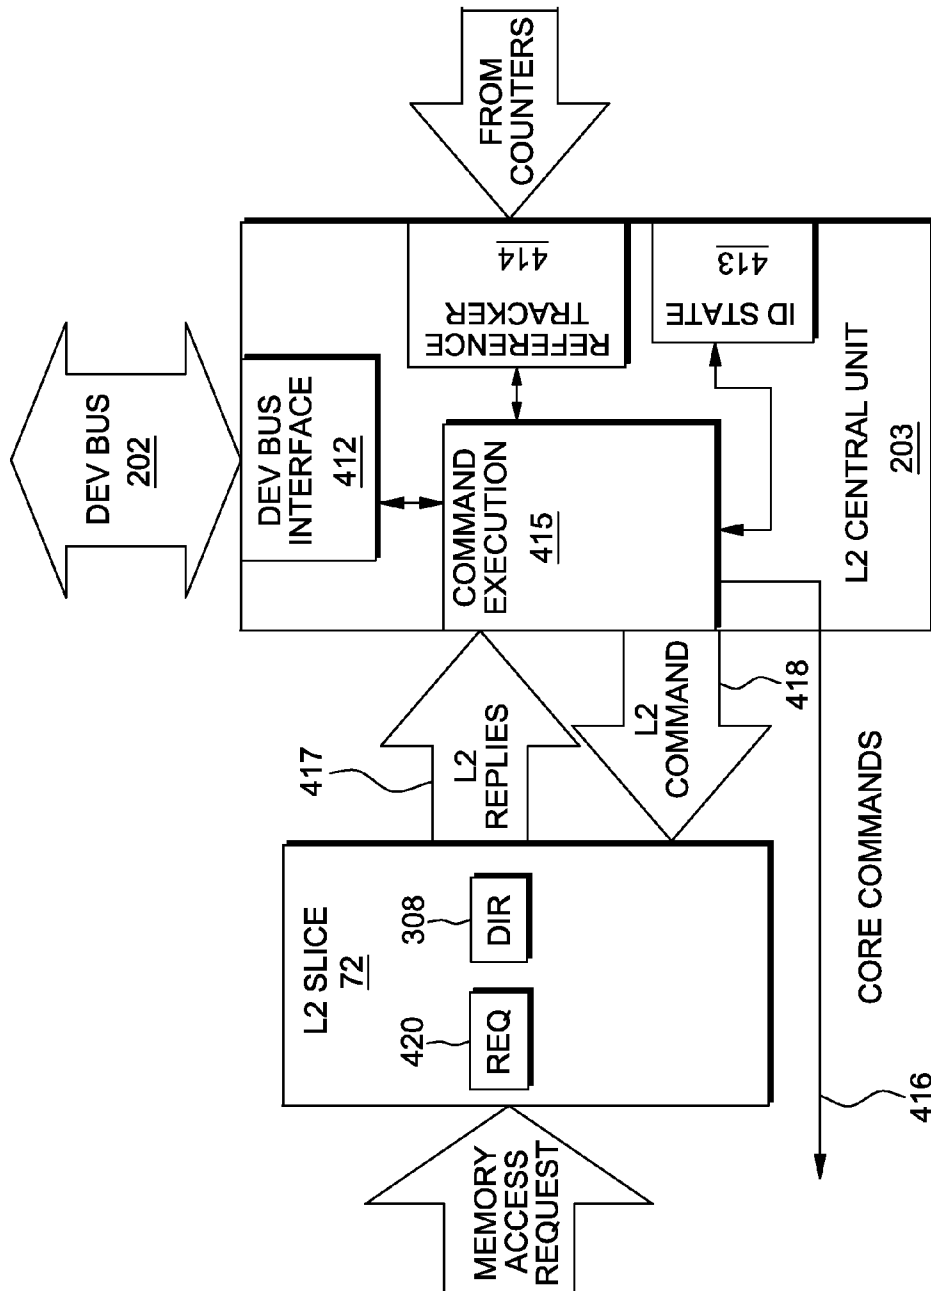 DEV BUS
202
FROM
COUNTERS
DEV BUS
INTERFACE
412
REFERENCE
TRACKER
414
ID STATE
413
COMMAND
EXECUTION
415
L2 CENTRAL UNIT
203
417
L2
REPLIES
L2
COMMAND
418
L2 SLICE
72
420
REQ
308
DIR
MEMORY
ACCESS
REQUEST
CORE COMMANDS
416